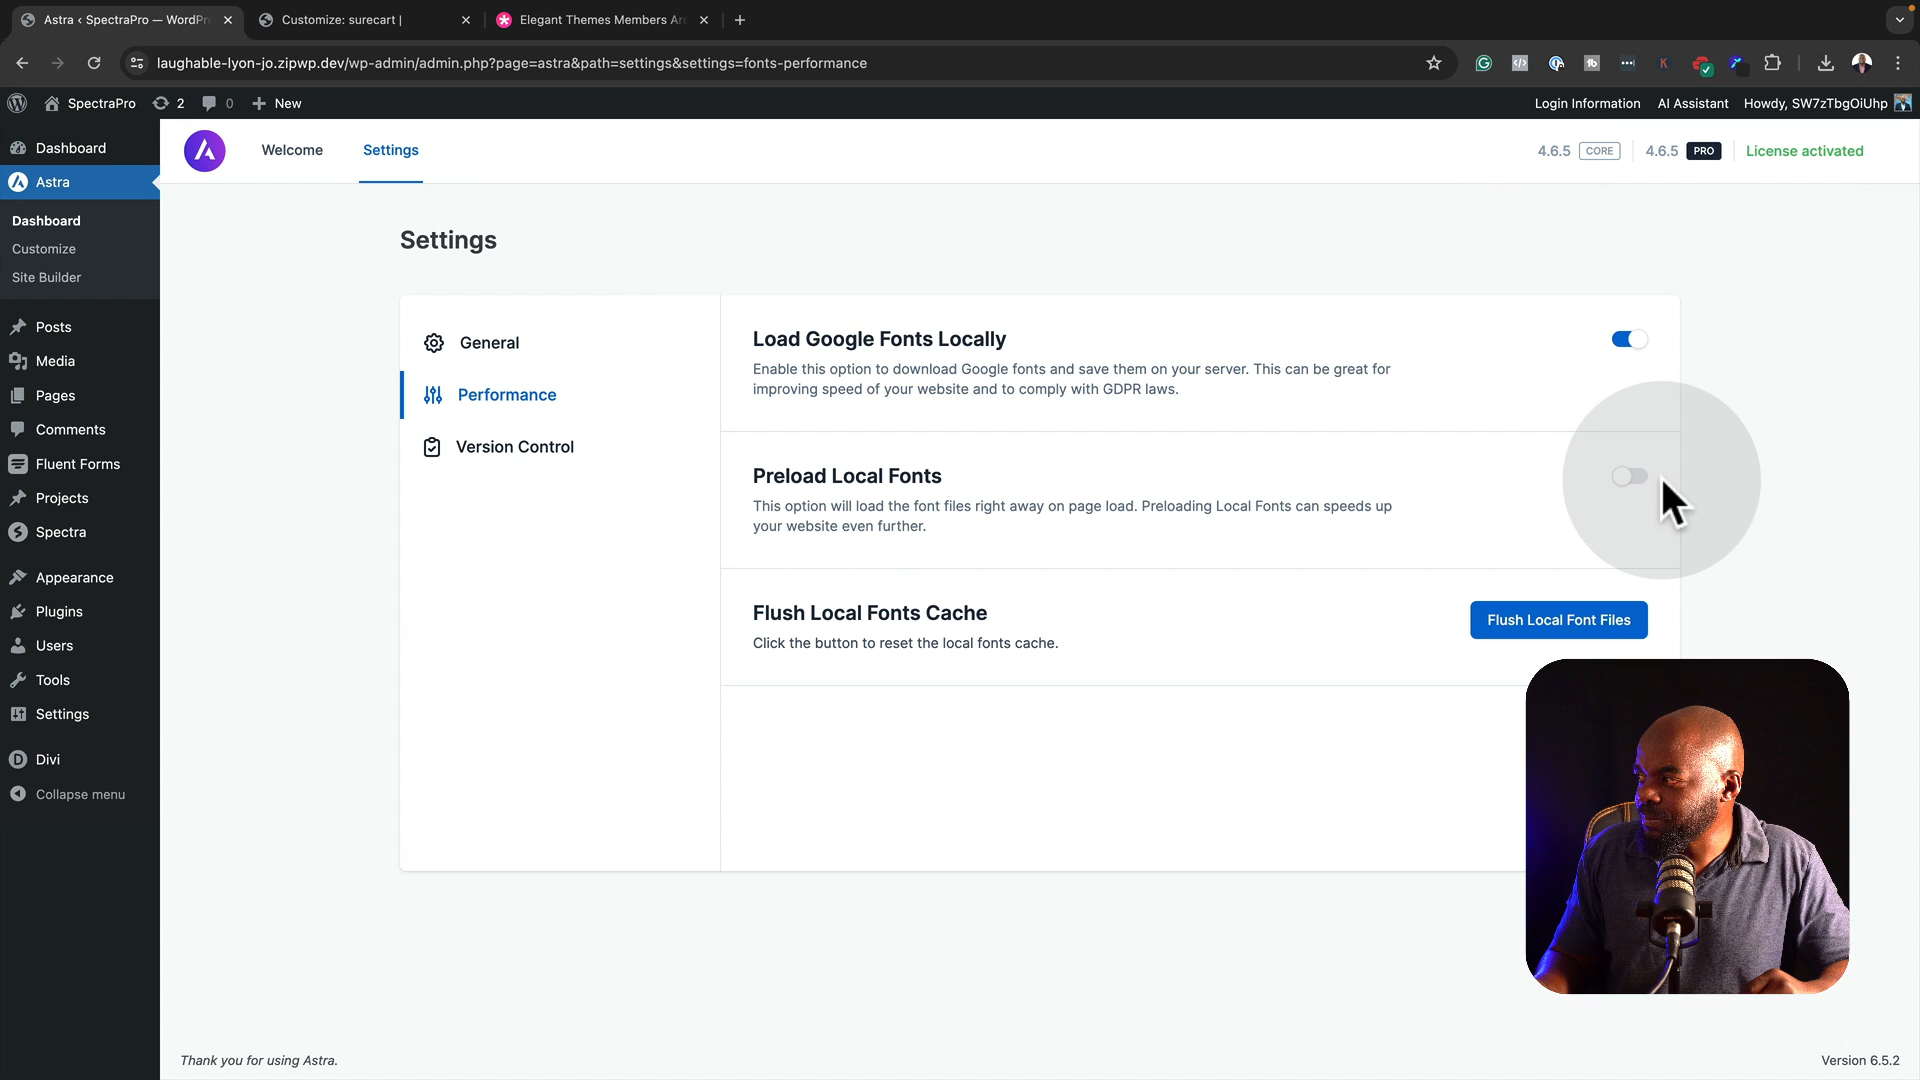 Astra ‹ SpectraPro — WordPr
Customize: surecart |
Elegant Themes Members Ar
laughable-lyon-jo.zipwp.dev/wp-admin/admin.php?page=astra&path=settings&settings=fonts-performance
SpectraPro
2
0
New
Login Information
AI Assistant
Howdy, SW7zTbgOiUhp
Dashboard
Astra
Dashboard
Customize
Site Builder
Posts
Media
Pages
Comments
Fluent Forms
Projects
Spectra
Appearance
Plugins
Users
Tools
Settings
Divi
Collapse menu
Welcome
Settings
4.6.5 CORE
4.6.5 PRO
License activated
Settings
General
Performance
Version Control
Load Google Fonts Locally
Enable this option to download Google fonts and save them on your server. This can be great for
improving speed of your website and to comply with GDPR laws.
Preload Local Fonts
This option will load the font files right away on page load. Preloading Local Fonts can speeds up
your website even further.
Flush Local Fonts Cache
Click the button to reset the local fonts cache.
Flush Local Font Files
Thank you for using Astra.
Version 6.5.2